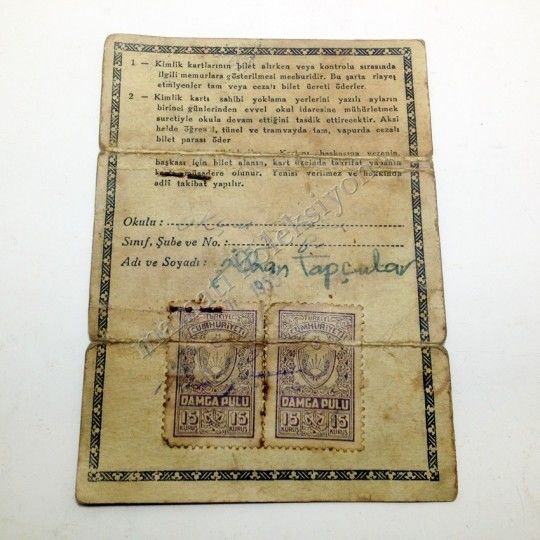 1 — Kimlik kartlarının bilet alırken veya kontrolu sırasında
ilgili memurlara gösterilmesi mecburidir. Bu şarta riayet
etmiyenler tam veya cezalı bilet ücreti öderler.
2 — Kimlik kartı sahibi yoklama yerlerini yazılı ayların
birinci günlerinden evvel okul idaresine mühürletmek
suretiyle okula devam ettiğini tasdik ettirecektir. Aksi
halde tünel ve tramvayda tam, vapurda cezalı
bilet parası öder
başkasına verenin,
başkası için bilet alanın, kart üzerinde tahrifat yapanın
kartı müsadere olunur. Yenisi verilmez ve hakkında
adlî takibat yapılır.
Okulu :
Sınıf, Şube ve No. :
Adı ve Soyadı : Tapçular
TÜRKİYE TÜRKİYE
CUMHURİYETİ CUMHURİYETİ
DAMGA PULU DAMGA PULU
15 15 15 15
KURUŞ KURUŞ KURUŞ KURUŞ